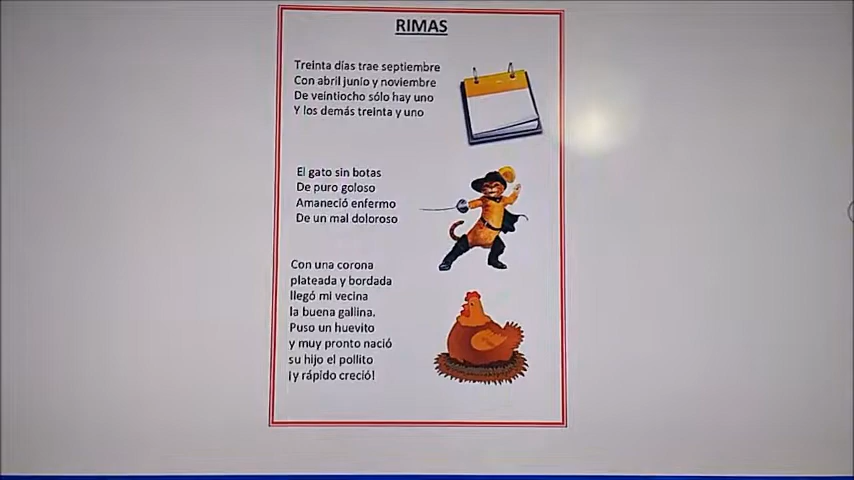 RIMAS
Treinta días trae septiembre
Con abril junio y noviembre
De veintiocho sólo hay uno
Y los demás treinta y uno
El gato sin botas
De puro goloso
Amaneció enfermo
De un mal doloroso
Con una corona
plateada y bordada
llegó mi vecina
la buena gallina.
Puso un huevito
y muy pronto nació
su hijo el pollito
¡y rápido creció!